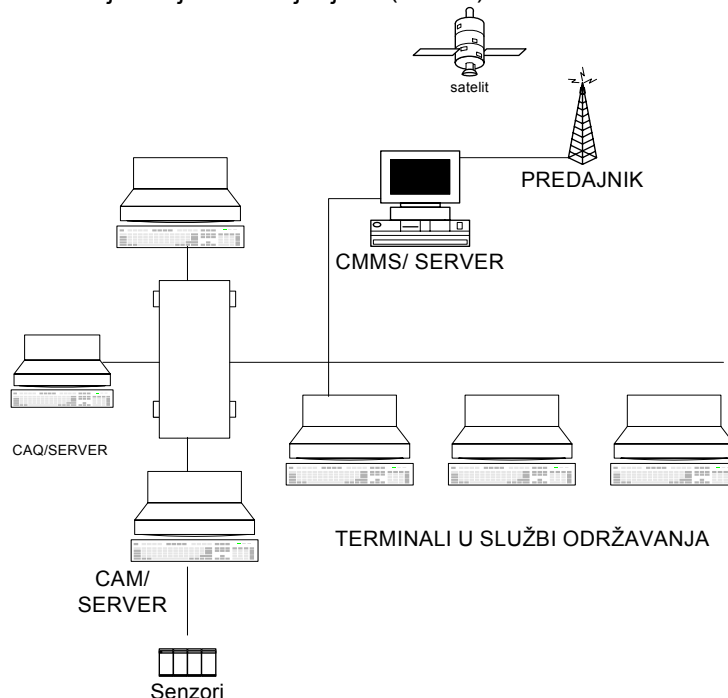 satelit
PREDAJNIK
CMMS/ SERVER
CAQ/SERVER
TERMINALI U SLUŽBI ODRŽAVANJA
CAM/
SERVER
Senzori